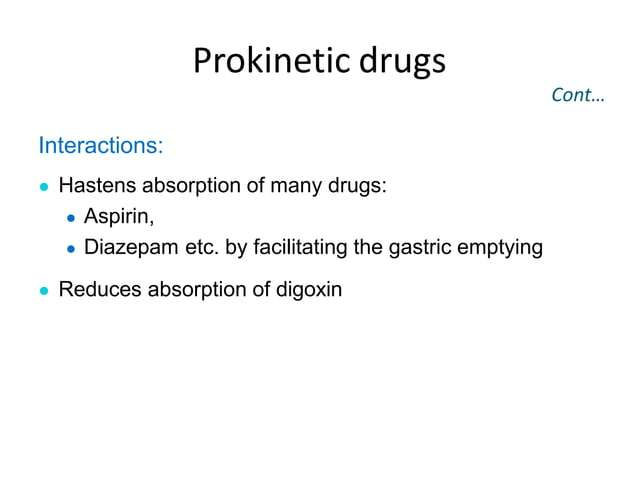 Prokinetic drugs
Cont…
Interactions:
● Hastens absorption of many drugs:
● Aspirin,
● Diazepam etc. by facilitating the gastric emptying
● Reduces absorption of digoxin